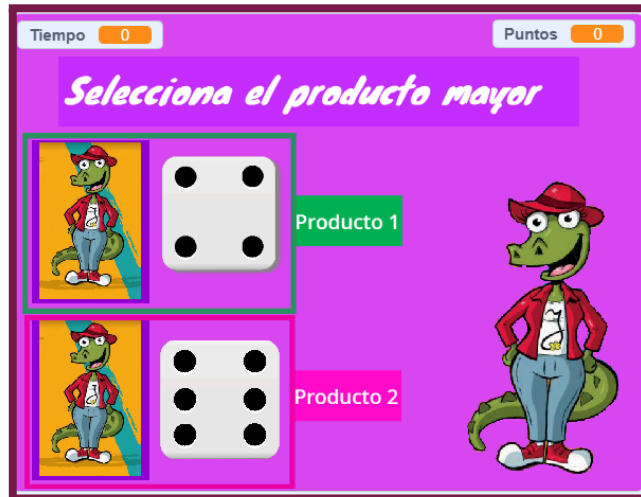 Tiempo 0
Puntos 0
Selecciona el producto mayor
Producto 1
Producto 2